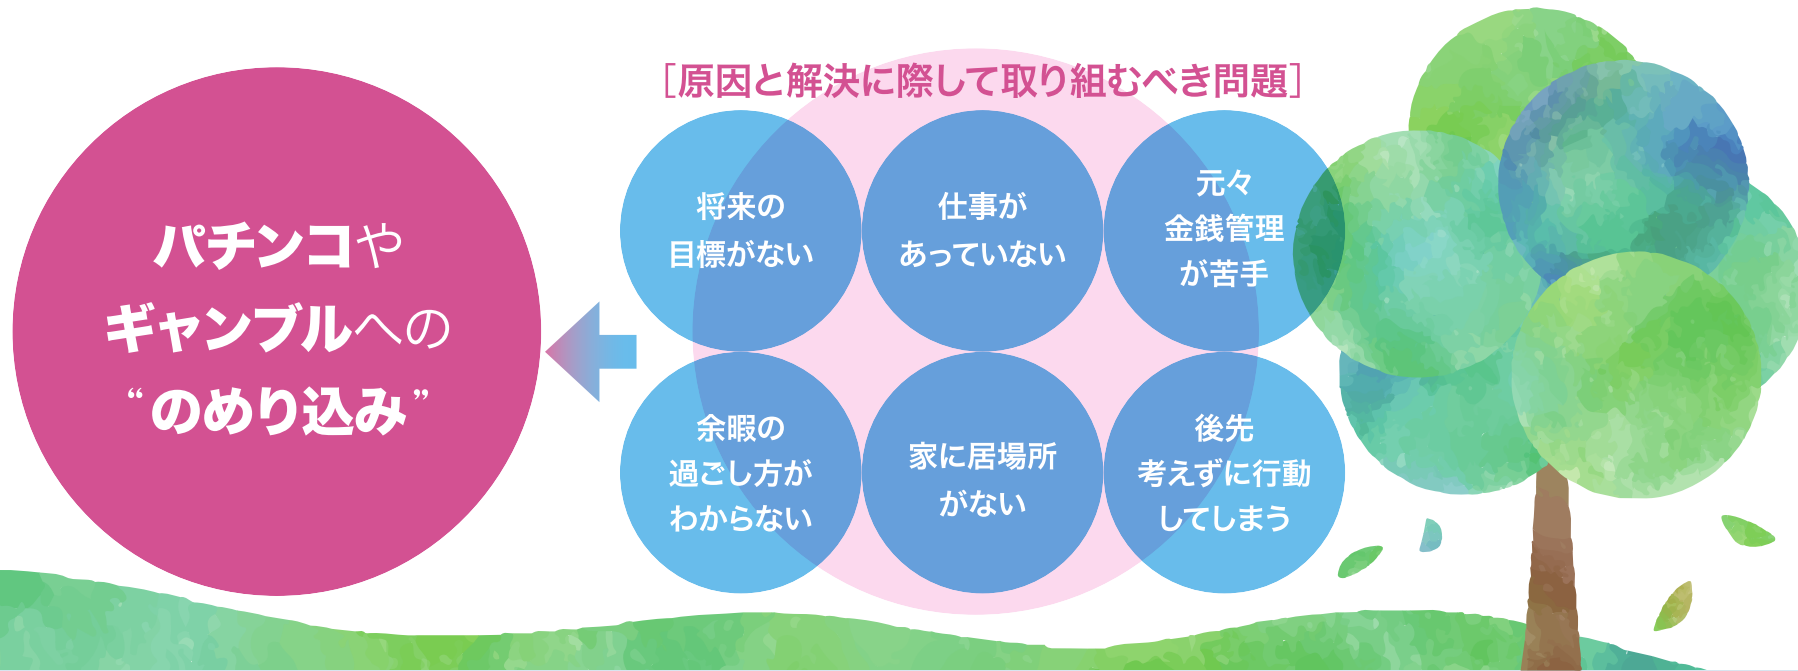 ［原因と解決に際して取り組むべき問題］
パチンコや
ギャンブルへの
“のめり込み”
将来の
目標がない
仕事が
あっていない
元々
金銭管理
が苦手
余暇の
過ごし方が
わからない
家に居場所
がない
後先
考えずに行動
してしまう